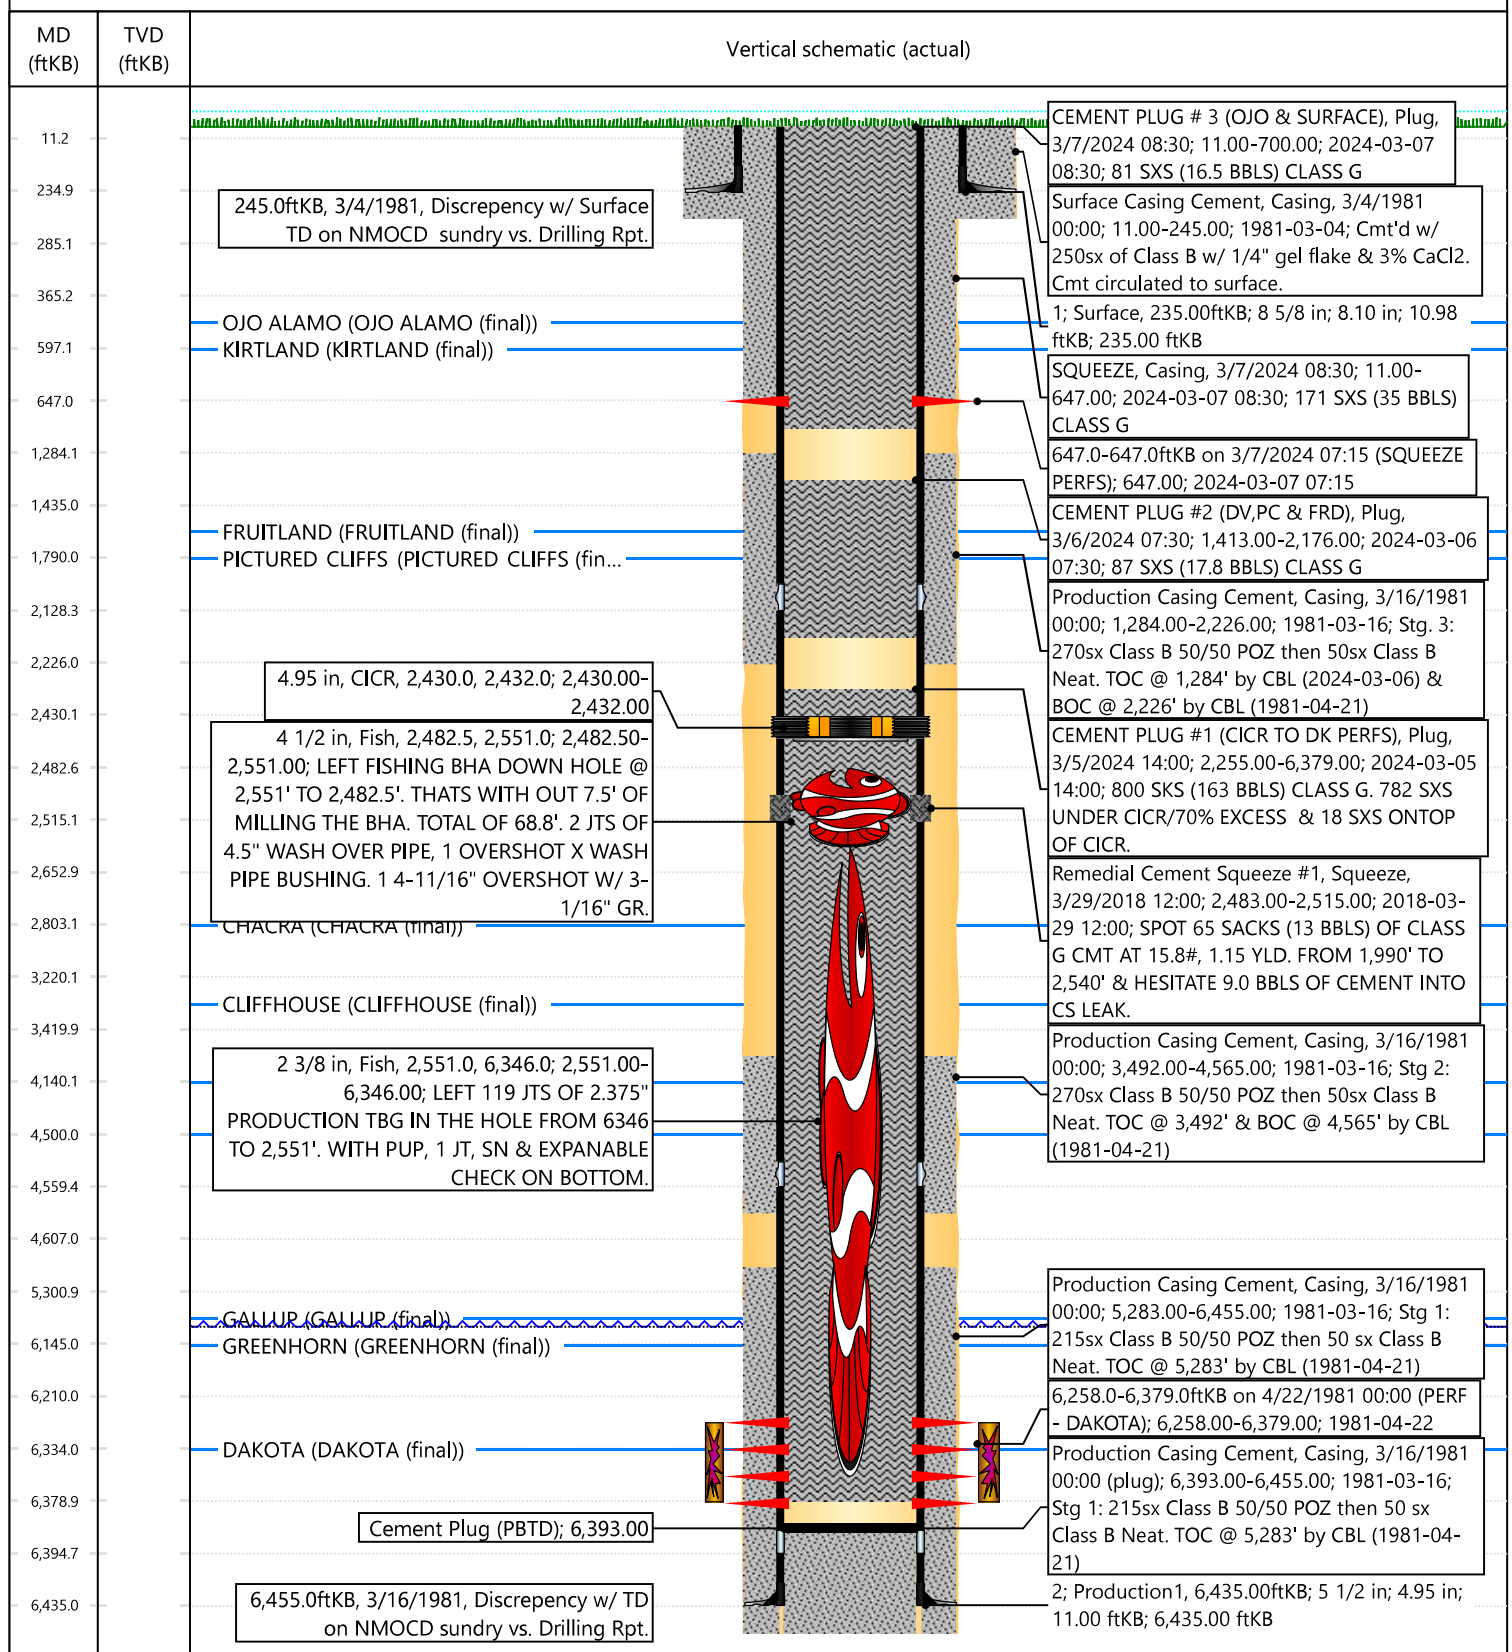 MD
(ftKB)
TVD
(ftKB)
Vertical schematic (actual)
11.2
234.9
285.1
365.2
597.1
647.0
1,284.1
1,435.0
1,790.0
2,128.3
2,226.0
2,430.1
2,482.6
2,515.1
2,652.9
2,803.1
3,220.1
3,419.9
4,140.1
4,500.0
4,559.4
4,607.0
5,300.9
6,145.0
6,210.0
6,334.0
6,378.9
6,394.7
6,435.0
245.0ftKB, 3/4/1981, Discrepency w/ Surface
TD on NMOCD sundry vs. Drilling Rpt.
OJO ALAMO (OJO ALAMO (final))
KIRTLAND (KIRTLAND (final))
FRUITLAND (FRUITLAND (final))
PICTURED CLIFFS (PICTURED CLIFFS (fin...
4.95 in, CICR, 2,430.0, 2,432.0; 2,430.00-
2,432.00
4 1/2 in, Fish, 2,482.5, 2,551.0; 2,482.50-
2,551.00; LEFT FISHING BHA DOWN HOLE @
2,551' TO 2,482.5'. THATS WITH OUT 7.5' OF
MILLING THE BHA. TOTAL OF 68.8'. 2 JTS OF
4.5" WASH OVER PIPE, 1 OVERSHOT X WASH
PIPE BUSHING. 1 4-11/16" OVERSHOT W/ 3-
1/16" GR.
CHACRA (CHACRA (final))
CLIFFHOUSE (CLIFFHOUSE (final))
2 3/8 in, Fish, 2,551.0, 6,346.0; 2,551.00-
6,346.00; LEFT 119 JTS OF 2.375"
PRODUCTION TBG IN THE HOLE FROM 6346
TO 2,551'. WITH PUP, 1 JT, SN & EXPANABLE
CHECK ON BOTTOM.
GALLUP (GALLUP (final))
GREENHORN (GREENHORN (final))
DAKOTA (DAKOTA (final))
Cement Plug (PBTD); 6,393.00
6,455.0ftKB, 3/16/1981, Discrepency w/ TD
on NMOCD sundry vs. Drilling Rpt.
CEMENT PLUG # 3 (OJO & SURFACE), Plug,
3/7/2024 08:30; 11.00-700.00; 2024-03-07
08:30; 81 SXS (16.5 BBLS) CLASS G
Surface Casing Cement, Casing, 3/4/1981
00:00; 11.00-245.00; 1981-03-04; Cmt'd w/
250sx of Class B w/ 1/4" gel flake & 3% CaCl2.
Cmt circulated to surface.
1; Surface, 235.00ftKB; 8 5/8 in; 8.10 in; 10.98
ftKB; 235.00 ftKB
SQUEEZE, Casing, 3/7/2024 08:30; 11.00-
647.00; 2024-03-07 08:30; 171 SXS (35 BBLS)
CLASS G
647.0-647.0ftKB on 3/7/2024 07:15 (SQUEEZE
PERFS); 647.00; 2024-03-07 07:15
CEMENT PLUG #2 (DV,PC & FRD), Plug,
3/6/2024 07:30; 1,413.00-2,176.00; 2024-03-06
07:30; 87 SXS (17.8 BBLS) CLASS G
Production Casing Cement, Casing, 3/16/1981
00:00; 1,284.00-2,226.00; 1981-03-16; Stg. 3:
270sx Class B 50/50 POZ then 50sx Class B
Neat. TOC @ 1,284' by CBL (2024-03-06) &
BOC @ 2,226' by CBL (1981-04-21)
CEMENT PLUG #1 (CICR TO DK PERFS), Plug,
3/5/2024 14:00; 2,255.00-6,379.00; 2024-03-05
14:00; 800 SKS (163 BBLS) CLASS G. 782 SXS
UNDER CICR/70% EXCESS & 18 SXS ONTOP
OF CICR.
Remedial Cement Squeeze #1, Squeeze,
3/29/2018 12:00; 2,483.00-2,515.00; 2018-03-
29 12:00; SPOT 65 SACKS (13 BBLS) OF CLASS
G CMT AT 15.8#, 1.15 YLD. FROM 1,990' TO
2,540' & HESITATE 9.0 BBLS OF CEMENT INTO
CS LEAK.
Production Casing Cement, Casing, 3/16/1981
00:00; 3,492.00-4,565.00; 1981-03-16; Stg 2:
270sx Class B 50/50 POZ then 50sx Class B
Neat. TOC @ 3,492' & BOC @ 4,565' by CBL
(1981-04-21)
Production Casing Cement, Casing, 3/16/1981
00:00; 5,283.00-6,455.00; 1981-03-16; Stg 1:
215sx Class B 50/50 POZ then 50 sx Class B
Neat. TOC @ 5,283' by CBL (1981-04-21)
6,258.0-6,379.0ftKB on 4/22/1981 00:00 (PERF
- DAKOTA); 6,258.00-6,379.00; 1981-04-22
Production Casing Cement, Casing, 3/16/1981
00:00 (plug); 6,393.00-6,455.00; 1981-03-16;
Stg 1: 215sx Class B 50/50 POZ then 50 sx
Class B Neat. TOC @ 5,283' by CBL (1981-04-
21)
2; Production1, 6,435.00ftKB; 5 1/2 in; 4.95 in;
11.00 ftKB; 6,435.00 ftKB